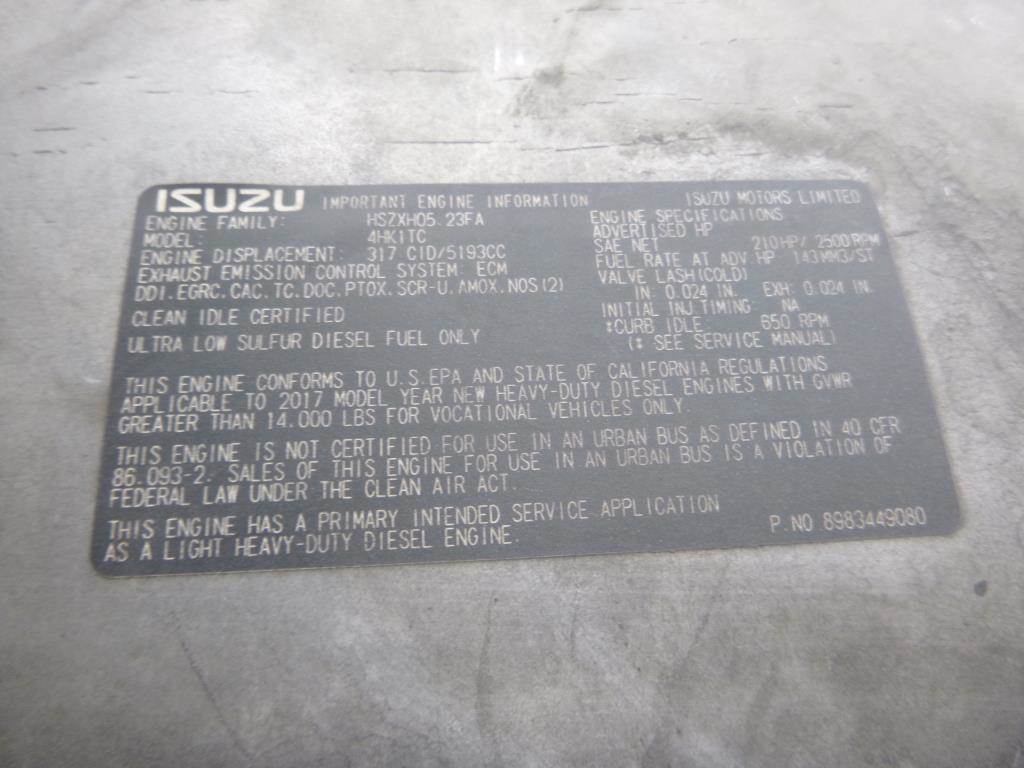 ISUZU IMPORTANT ENGINE INFORMATION ISUZU MOTORS LIMITED
ENGINE FAMILY: HSZXH05.23FA
MODEL: 4HK1TC
ENGINE DISPLACEMENT: 317 CID/5193CC
EXHAUST EMISSION CONTROL SYSTEM: ECM
DDI.EGRC.CAC.TC.DOC.PTOX.SCR-U.AMOX.NOS(2)
CLEAN IDLE CERTIFIED
ULTRA LOW SULFUR DIESEL FUEL ONLY
ENGINE SPECIFICATIONS
ADVERTISED HP
SAE NET 210HP/ 2500RPM
FUEL RATE AT ADV HP 143MM3/ST
VALVE LASH(COLD)
IN: 0.024 IN. EXH: 0.024 IN.
INITIAL INJ TIMING: NA
*CURB IDLE: 650 RPM
(* SEE SERVICE MANUAL)
THIS ENGINE CONFORMS TO U.S.EPA AND STATE OF CALIFORNIA REGULATIONS
APPLICABLE TO 2017 MODEL YEAR NEW HEAVY-DUTY DIESEL ENGINES WITH GVWR
GREATER THAN 14.000 LBS FOR VOCATIONAL VEHICLES ONLY.
THIS ENGINE IS NOT CERTIFIED FOR USE IN AN URBAN BUS AS DEFINED IN 40 CFR
86.093-2. SALES OF THIS ENGINE FOR USE IN AN URBAN BUS IS A VIOLATION OF
FEDERAL LAW UNDER THE CLEAN AIR ACT.
THIS ENGINE HAS A PRIMARY INTENDED SERVICE APPLICATION
AS A LIGHT HEAVY-DUTY DIESEL ENGINE.
P.NO 8983449080